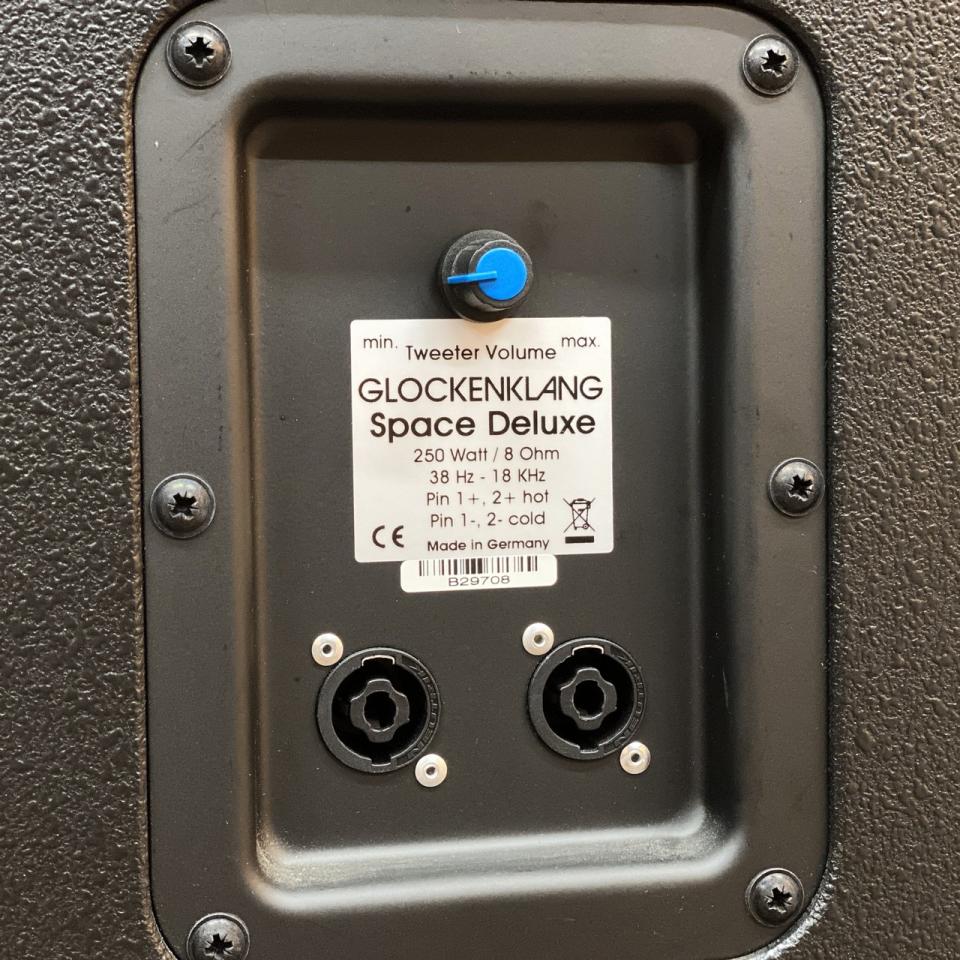 min. Tweeter Volume max.
GLOCKENKLANG
Space Deluxe
250 Watt / 8 Ohm
38 Hz - 18 KHz
Pin 1+, 2+ hot
Pin 1-, 2- cold
CE Made in Germany
B29708